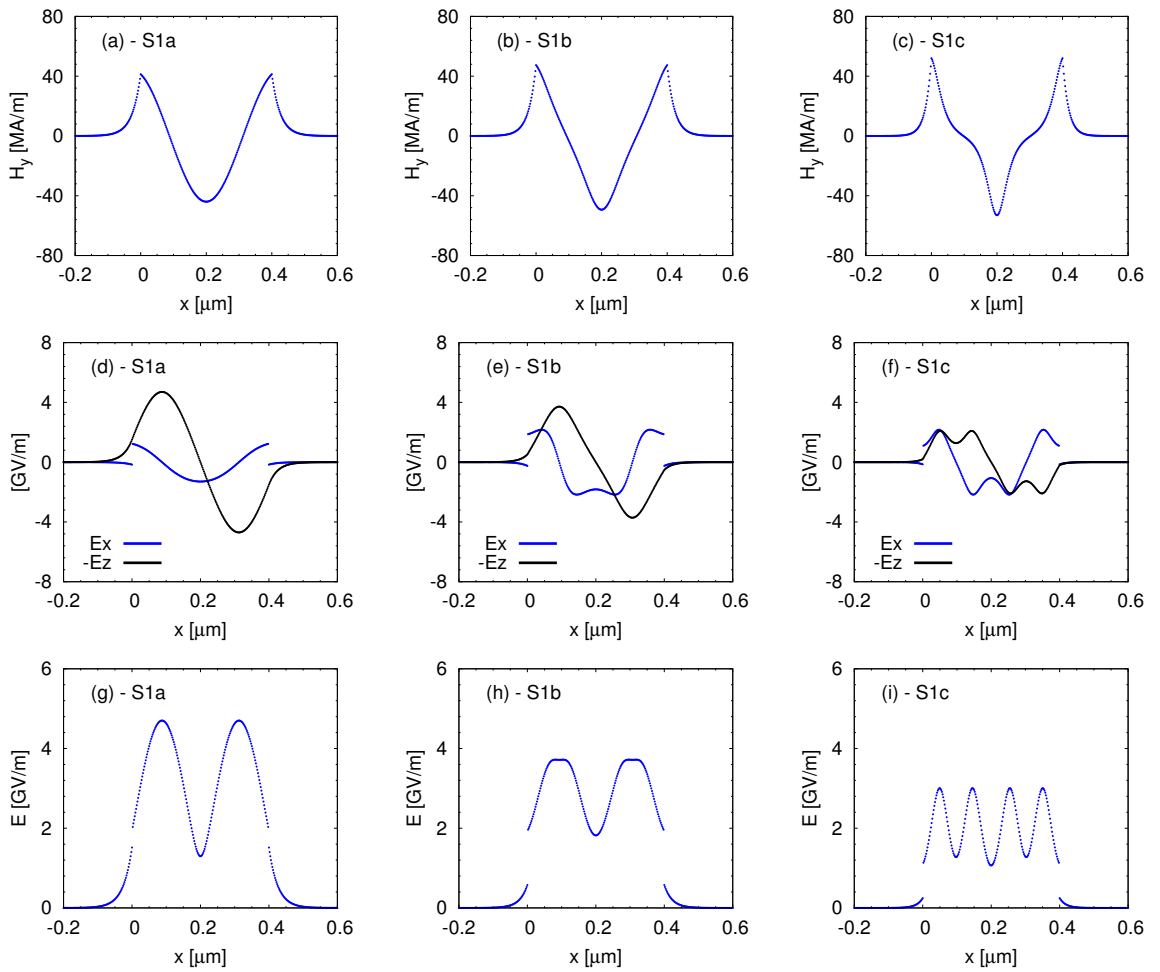 80
40
0
-40
-80
-0.2 0 0.2 0.4 0.6
H_y [MA/m]
x [μm]
(a) - S1a
80
40
0
-40
-80
-0.2 0 0.2 0.4 0.6
H_y [MA/m]
x [μm]
(b) - S1b
80
40
0
-40
-80
-0.2 0 0.2 0.4 0.6
H_y [MA/m]
x [μm]
(c) - S1c
8
4
0
-4
-8
-0.2 0 0.2 0.4 0.6
[GV/m]
x [μm]
(d) - S1a
Ex
-Ez
8
4
0
-4
-8
-0.2 0 0.2 0.4 0.6
[GV/m]
x [μm]
(e) - S1b
Ex
-Ez
8
4
0
-4
-8
-0.2 0 0.2 0.4 0.6
[GV/m]
x [μm]
(f) - S1c
Ex
-Ez
6
4
2
0
-0.2 0 0.2 0.4 0.6
E [GV/m]
x [μm]
(g) - S1a
6
4
2
0
-0.2 0 0.2 0.4 0.6
E [GV/m]
x [μm]
(h) - S1b
6
4
2
0
-0.2 0 0.2 0.4 0.6
E [GV/m]
x [μm]
(i) - S1c